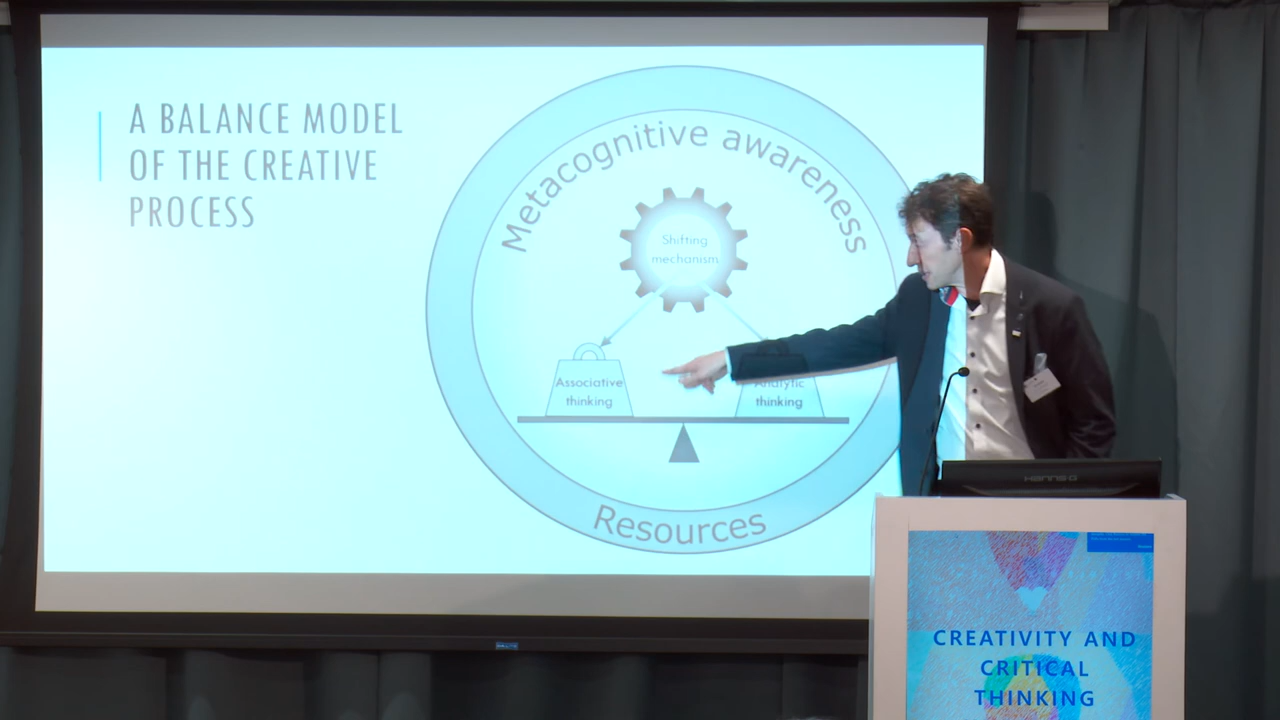 A BALANCE MODEL
OF THE CREATIVE
PROCESS
Metacognitive awareness
Shifting
mechanism
Associative
thinking
Analytic
thinking
Resources
HANNS G
CREATIVITY AND
CRITICAL
THINKING